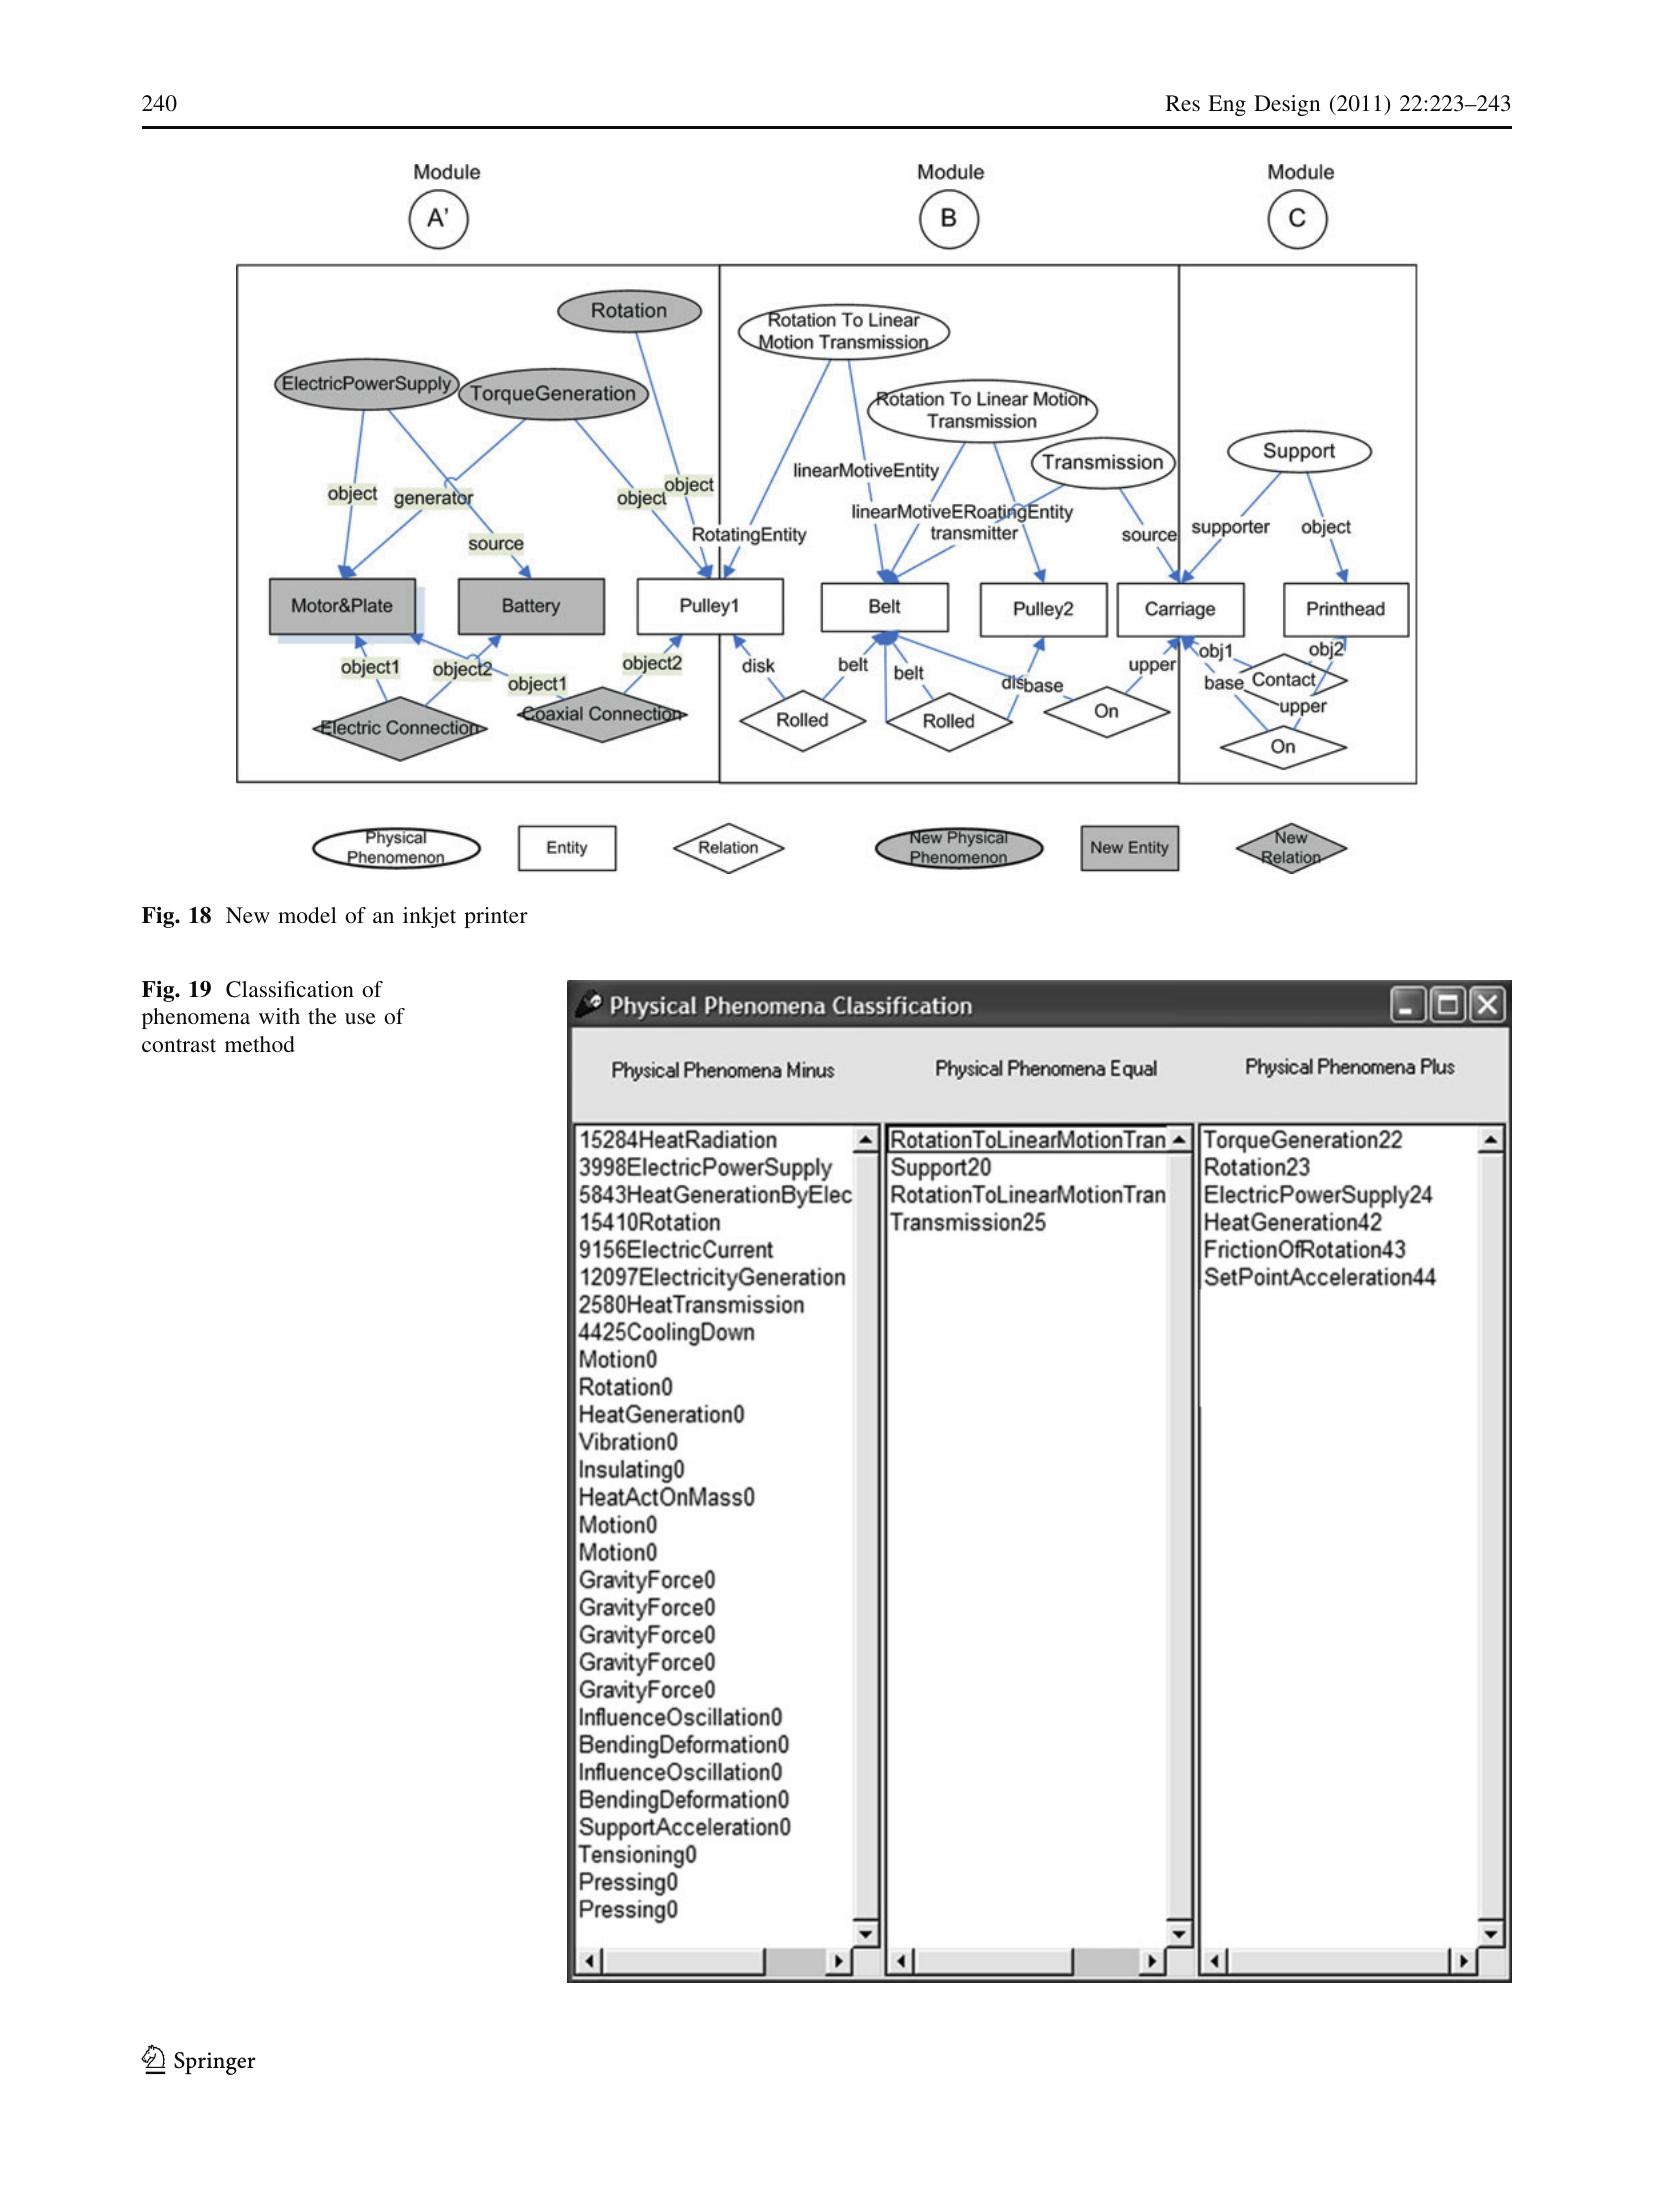 240
Res Eng Design (2011) 22:223–243
Module
Module
Module
A'
B
C
Rotation
Rotation To Linear
Motion Transmission
ElectricPowerSupply
TorqueGeneration
Rotation To Linear Motion
Transmission
Support
Transmission
linearMotiveEntity
object
generator
object
object
linearMotiveERoatingEntity
supporter
object
source
RotatingEntity
transmitter
source
Motor&Plate
Battery
Pulley1
Belt
Pulley2
Carriage
Printhead
object1
object2
object1
object2
disk
belt
belt
disbase
upper
obj1
obj2
base
Contact
upper
Electric Connection
Coaxial Connection
Rolled
Rolled
On
On
Physical
Phenomenon
Entity
Relation
New Physical
Phenomenon
New Entity
New
Relation
Fig. 18 New model of an inkjet printer
Fig. 19 Classification of
phenomena with the use of
contrast method
Physical Phenomena Classification
Physical Phenomena Minus
Physical Phenomena Equal
Physical Phenomena Plus
15284HeatRadiation
3998ElectricPowerSupply
5843HeatGenerationByElec
15410Rotation
9156ElectricCurrent
12097ElectricityGeneration
2580HeatTransmission
4425CoolingDown
Motion0
Rotation0
HeatGeneration0
Vibration0
Insulating0
HeatActOnMass0
Motion0
Motion0
GravityForce0
GravityForce0
GravityForce0
GravityForce0
GravityForce0
InfluenceOscillation0
BendingDeformation0
InfluenceOscillation0
BendingDeformation0
SupportAcceleration0
Tensioning0
Pressing0
Pressing0
RotationToLinearMotionTran
Support20
RotationToLinearMotionTran
Transmission25
TorqueGeneration22
Rotation23
ElectricPowerSupply24
HeatGeneration42
FrictionOfRotation43
SetPointAcceleration44
Springer